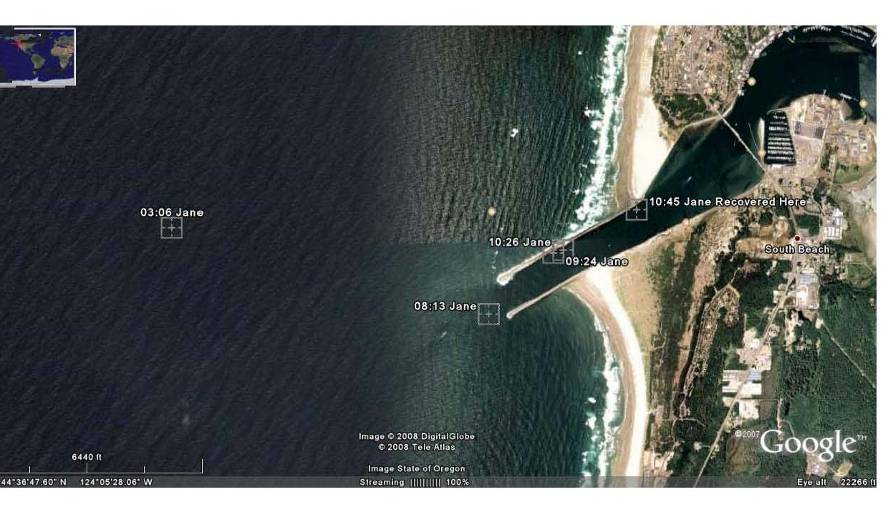 03:06 Jane
10:45 Jane Recovered Here
10:26 Jane
09:24 Jane
South Beach
08:13 Jane
Image © 2008 DigitalGlobe
© 2008 Tele Atlas
©2007 Google™
6440 ft
Image State of Oregon
44°36'47.60" N 124°05'28.06" W
Streaming |||||||||| 100%
Eye alt 22266 ft